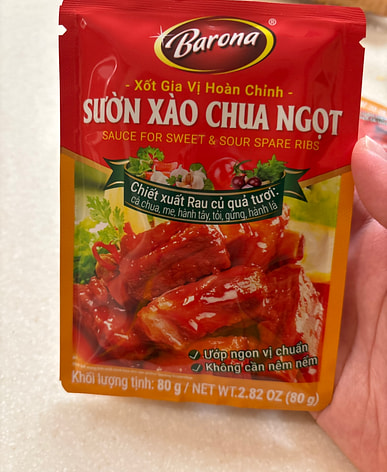 Barona®
- Xốt Gia Vị Hoàn Chỉnh -
SƯỜN XÀO CHUA NGỌT
SAUCE FOR SWEET & SOUR SPARE RIBS
Chiết xuất Rau củ quả tươi:
cà chua, me, hành tây, tỏi, gừng, hành lá
Ướp ngon vị chuẩn
Không cần nêm nếm
Khối lượng tịnh: 80 g / NET WT.2.82 OZ (80 g)